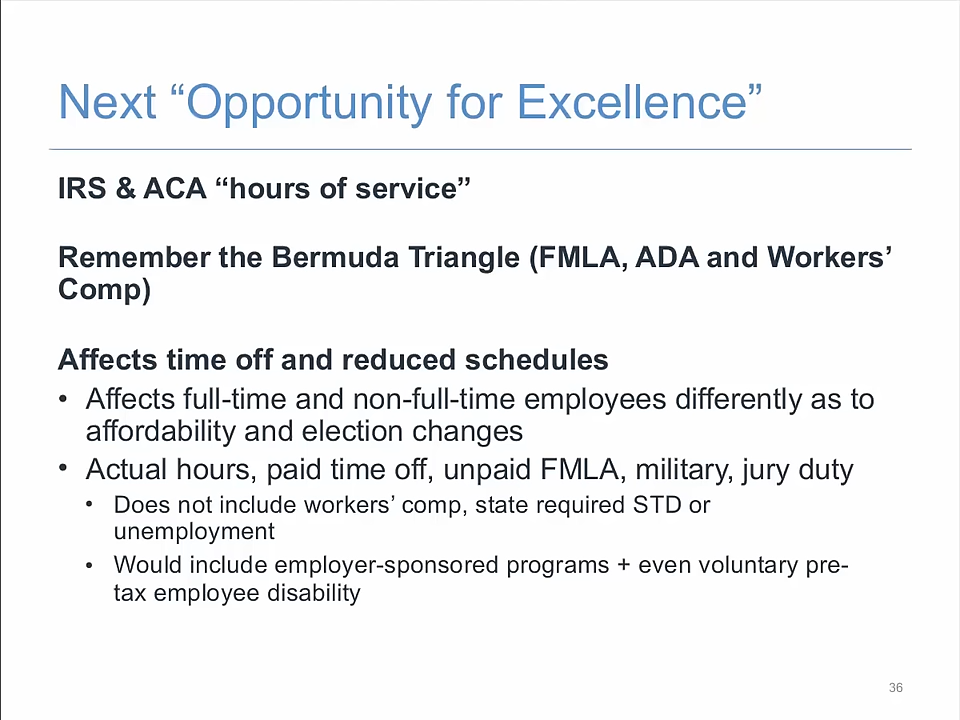 Next “Opportunity for Excellence”
IRS & ACA “hours of service”
Remember the Bermuda Triangle (FMLA, ADA and Workers’
Comp)
Affects time off and reduced schedules
• Affects full-time and non-full-time employees differently as to
affordability and election changes
• Actual hours, paid time off, unpaid FMLA, military, jury duty
• Does not include workers’ comp, state required STD or
unemployment
• Would include employer-sponsored programs + even voluntary pre-
tax employee disability
36